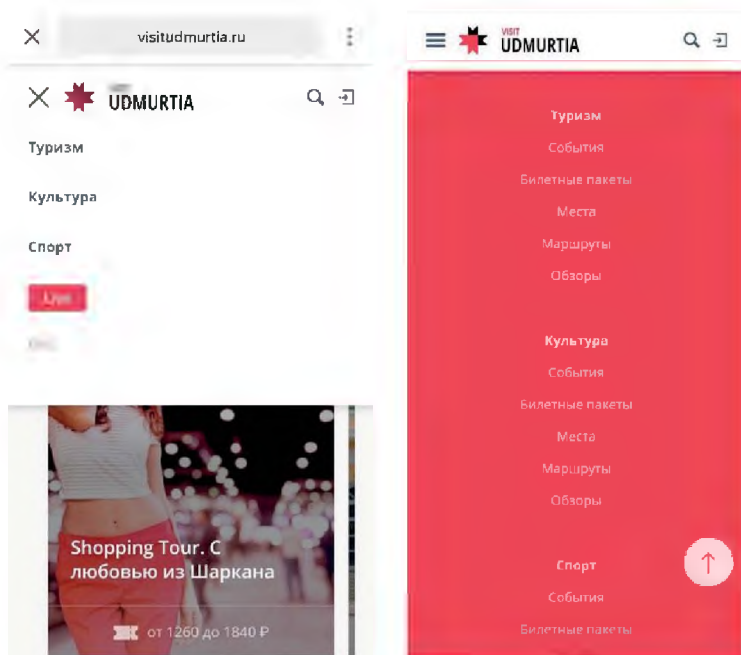 visitudmurtia.ru
UDMURTIA
Туризм
Культура
Спорт
Shopping Tour. С
любовью из Шаркана
от 1260 до 1840 ₽
VISIT
UDMURTIA
Туризм
События
Билетные пакеты
Места
Маршруты
Обзоры
Культура
События
Билетные пакеты
Места
Маршруты
Обзоры
Спорт
События
Билетные пакеты